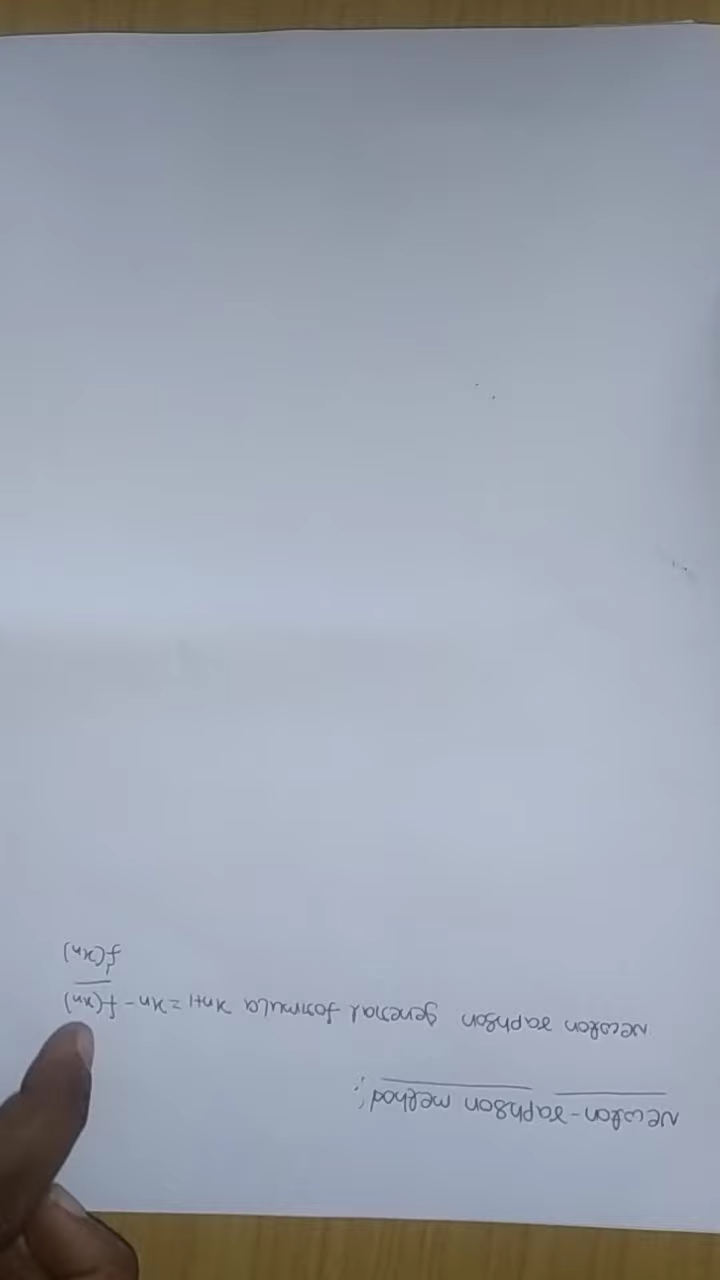 Newton-raphson method;
Newton raphson general formula xn+1 = xn - f(xn)
f'(xn)